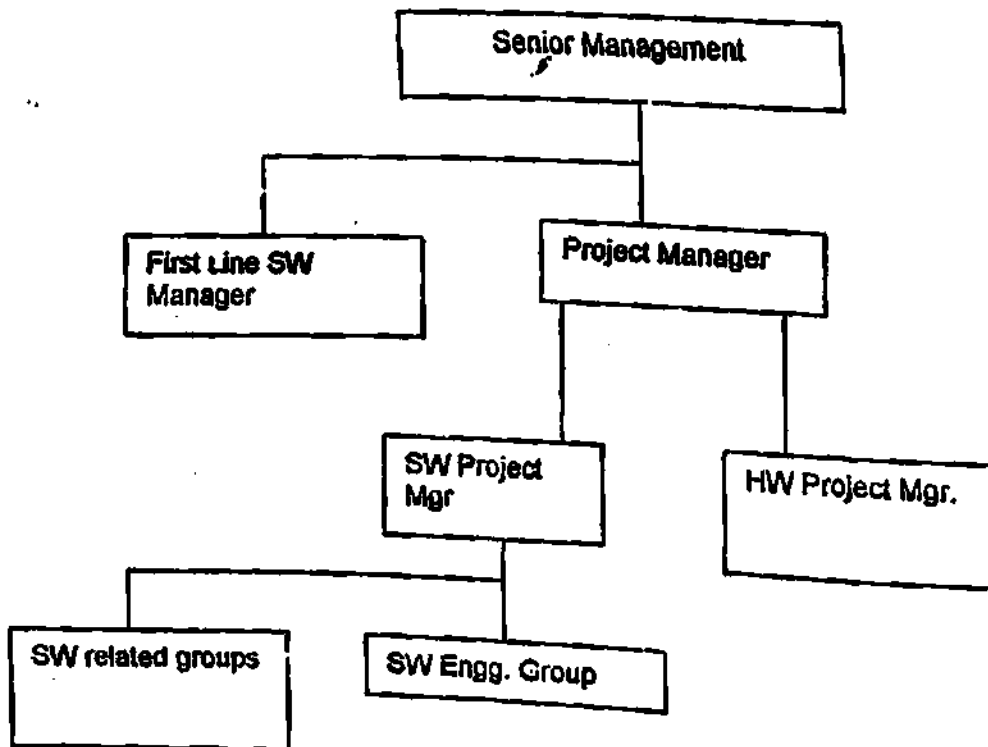 Senior Management
First Line SW
Manager
Project Manager
SW Project
Mgr
HW Project Mgr.
SW related groups
SW Engg. Group